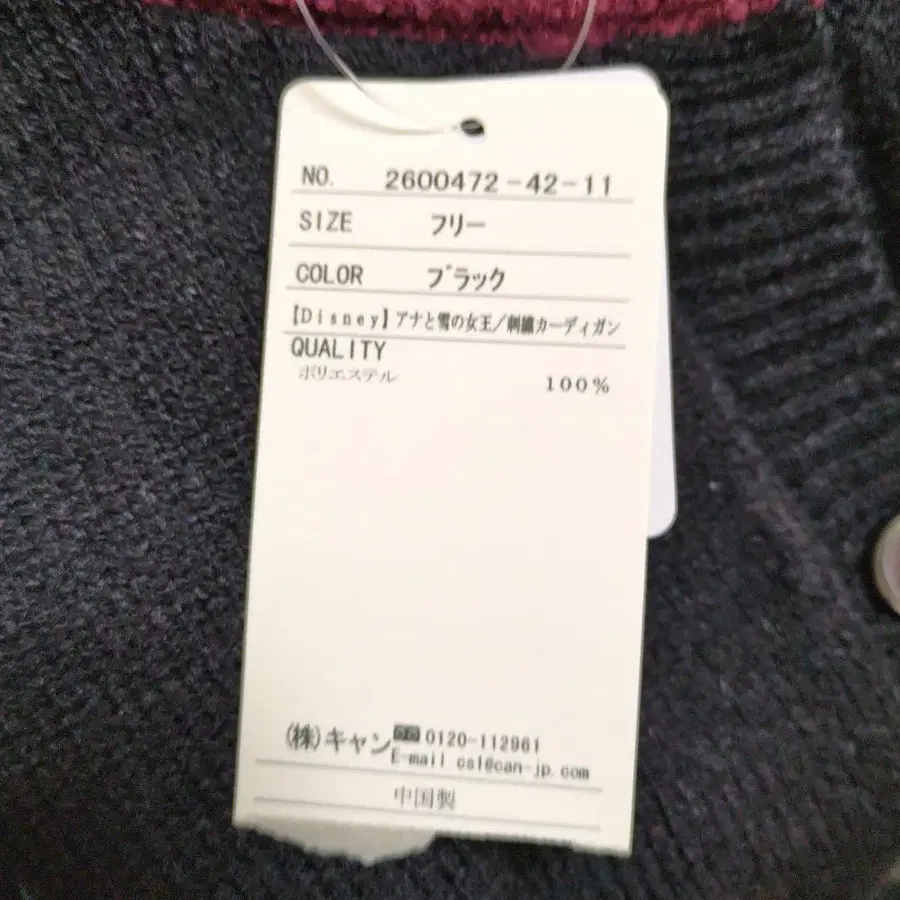 NO. 2600472-42-11
SIZE フリー
COLOR ブラック
【Disney】アナと雪の女王/刺繍カーディガン
QUALITY
ポリエステル 100%
(株)キャン 0120-112961
E-mail cs1@can-jp.com
中国製